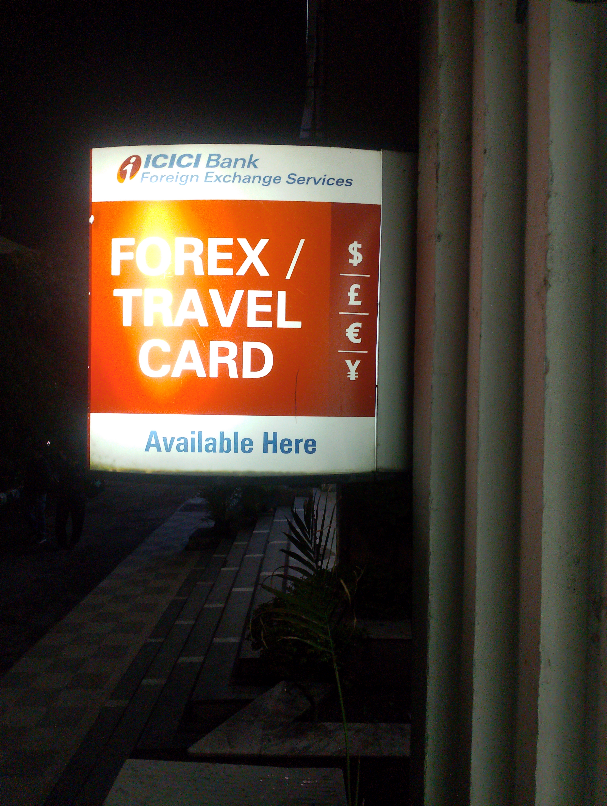 i ICICI Bank
Foreign Exchange Services
FOREX /
TRAVEL
CARD
$
£
€
¥
Available Here